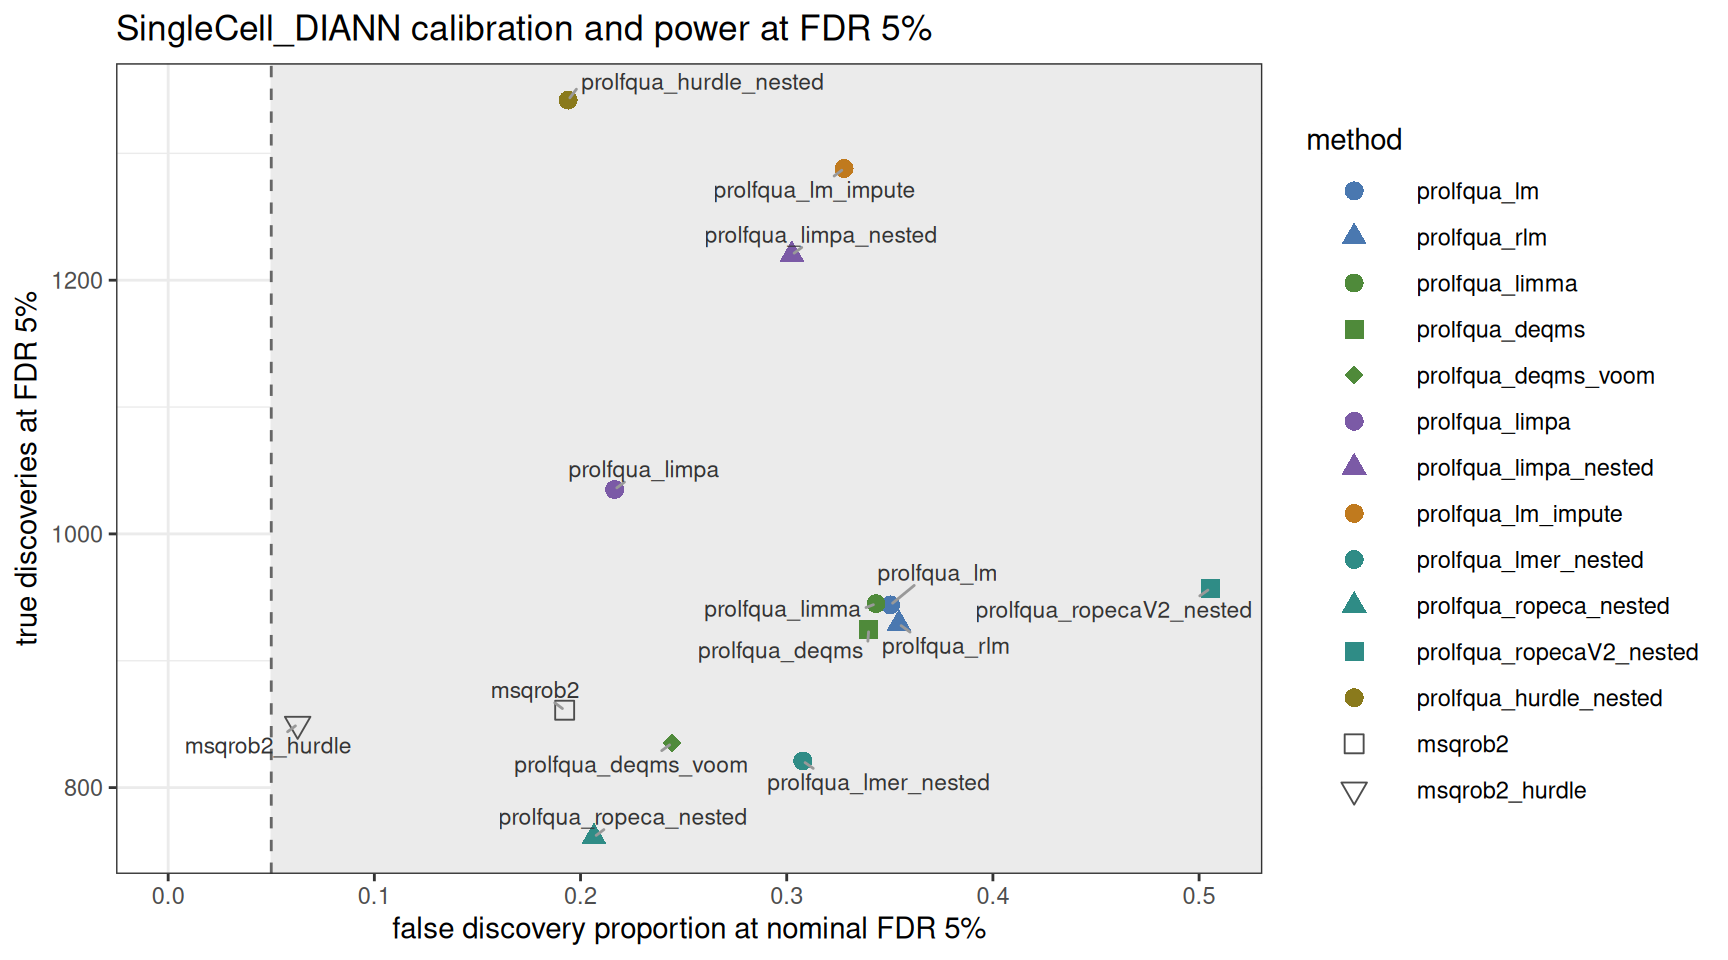 SingleCell_DIANN calibration and power at FDR 5%
true discoveries at FDR 5%
1200
1000
800
prolfqua_hurdle_nested
prolfqua_lm_impute
prolfqua_limpa_nested
prolfqua_limpa
prolfqua_lm
prolfqua_limma
prolfqua_ropecaV2_nested
prolfqua_deqms
prolfqua_rlm
msqrob2
msqrob2_hurdle
prolfqua_deqms_voom
prolfqua_lmer_nested
prolfqua_ropeca_nested
0.0
0.1
0.2
0.3
0.4
0.5
false discovery proportion at nominal FDR 5%
method
prolfqua_lm
prolfqua_rlm
prolfqua_limma
prolfqua_deqms
prolfqua_deqms_voom
prolfqua_limpa
prolfqua_limpa_nested
prolfqua_lm_impute
prolfqua_lmer_nested
prolfqua_ropeca_nested
prolfqua_ropecaV2_nested
prolfqua_hurdle_nested
msqrob2
msqrob2_hurdle